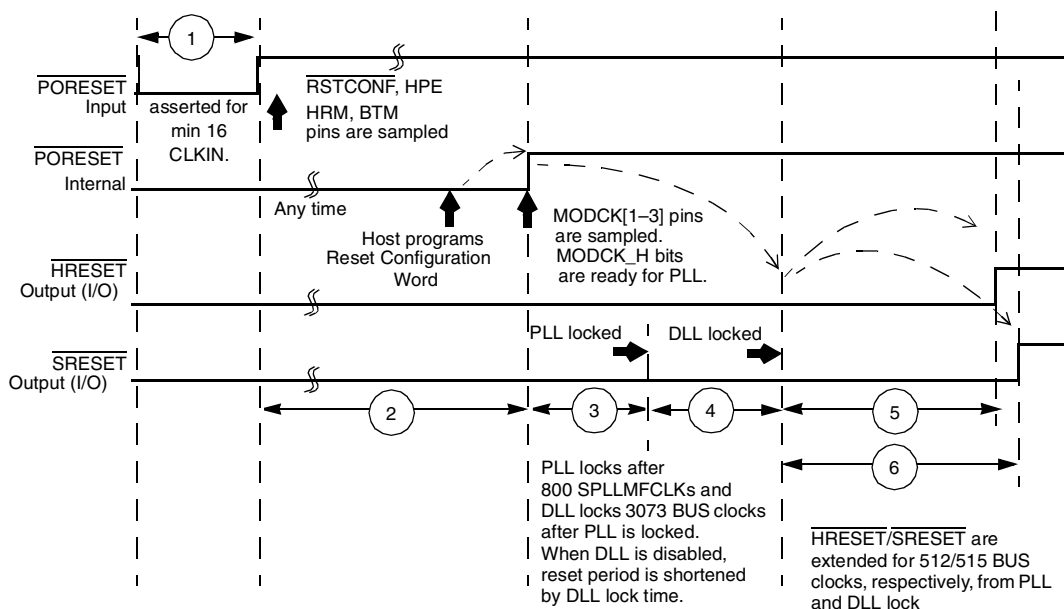 1
PORESET
Input
asserted for
min 16
CLKIN.
RSTCONF, HPE
HRM, BTM
pins are sampled
PORESET
Internal
Any time
Host programs
Reset Configuration
Word
MODCK[1–3] pins
are sampled.
MODCK_H bits
are ready for PLL.
HRESET
Output (I/O)
PLL locked
DLL locked
SRESET
Output (I/O)
2
3
4
5
6
PLL locks after
800 SPLLMFCLKs and
DLL locks 3073 BUS clocks
after PLL is locked.
When DLL is disabled,
reset period is shortened
by DLL lock time.
HRESET/SRESET are
extended for 512/515 BUS
clocks, respectively, from PLL
and DLL lock